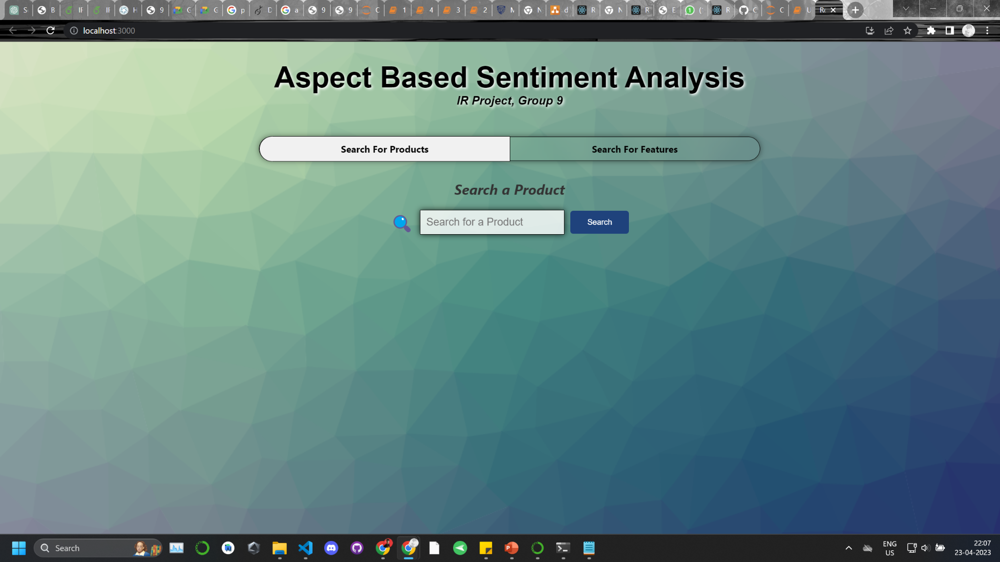 S
B
IF
IF
H
9
G
G
p
D
a
9
9
C
1
4
3
2
M
N
d
R
N
R
E
(
R
C
C
U
Re
localhost:3000
Aspect Based Sentiment Analysis
IR Project, Group 9
Search For Products
Search For Features
Search a Product
Search for a Product
Search
Search
ENG
US
22:07
23-04-2023